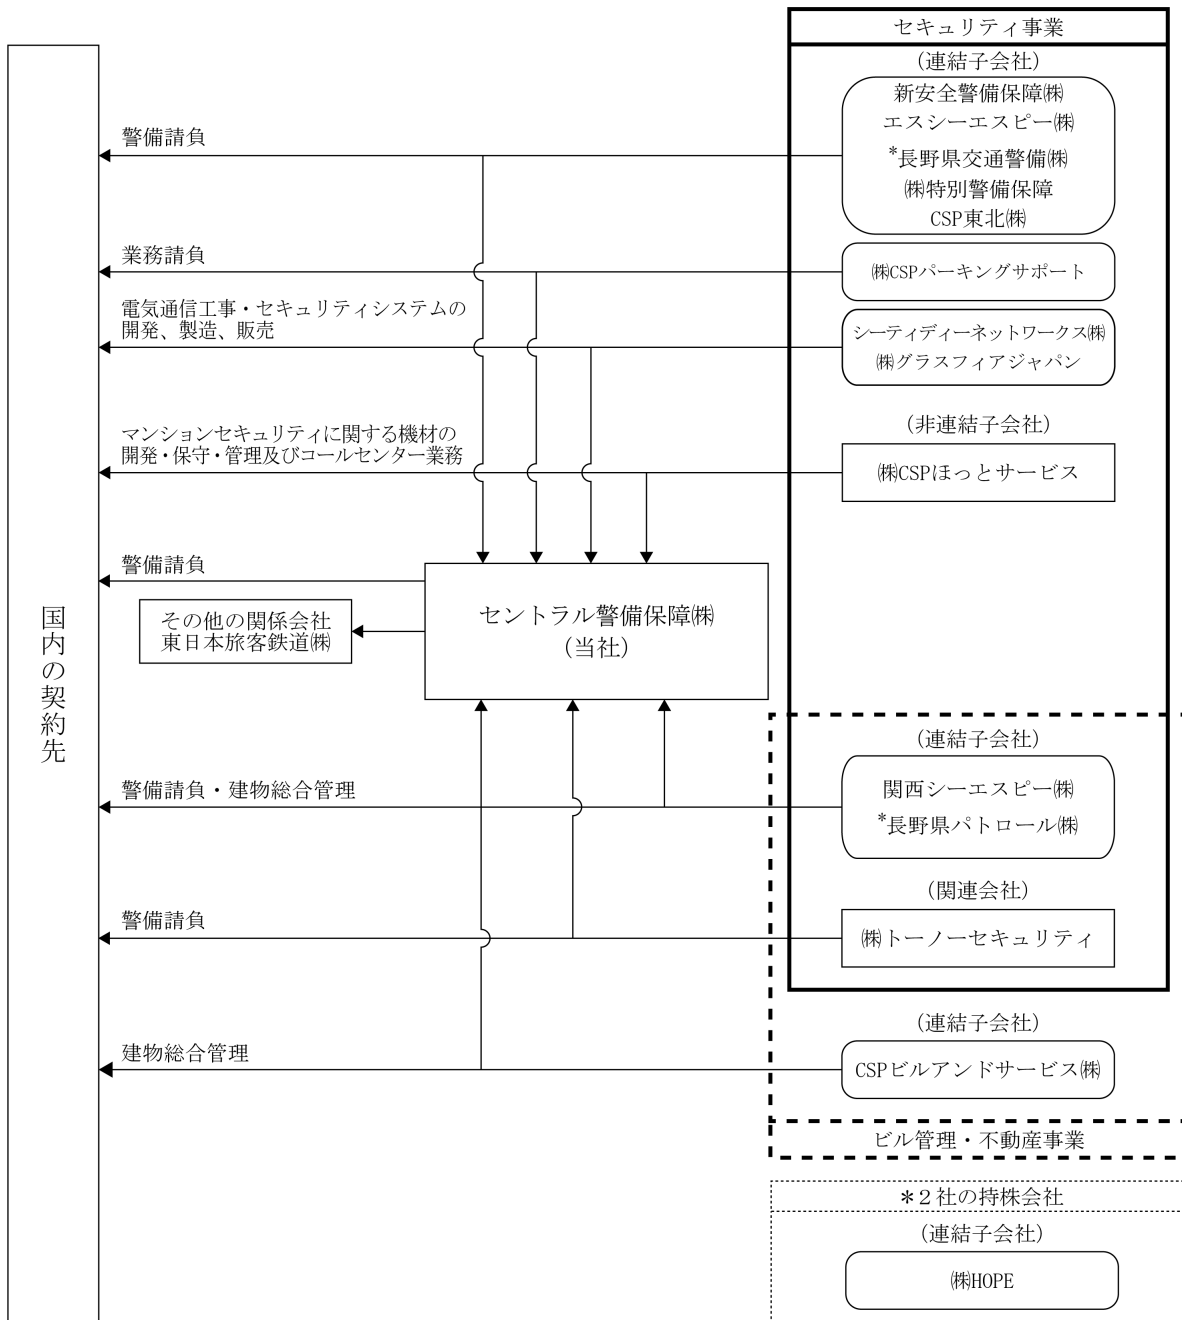 セキュリティ事業
(連結子会社)
新安全警備保障㈱
エスシーエスピー㈱
*長野県交通警備㈱
㈱特別警備保障
CSP東北㈱
警備請負
業務請負
㈱CSPパーキングサポート
電気通信工事・セキュリティシステムの
開発、製造、販売
シーティディーネットワークス㈱
㈱グラスフィアジャパン
マンションセキュリティに関する機材の
開発・保守・管理及びコールセンター業務
(非連結子会社)
㈱CSPほっとサービス
警備請負
セントラル警備保障㈱
(当社)
その他の関係会社
東日本旅客鉄道㈱
国内の契約先
(連結子会社)
警備請負・建物総合管理
関西シーエスピー㈱
*長野県パトロール㈱
(関連会社)
警備請負
㈱トーノーセキュリティ
(連結子会社)
建物総合管理
CSPビルアンドサービス㈱
ビル管理・不動産事業
*2社の持株会社
(連結子会社)
㈱HOPE